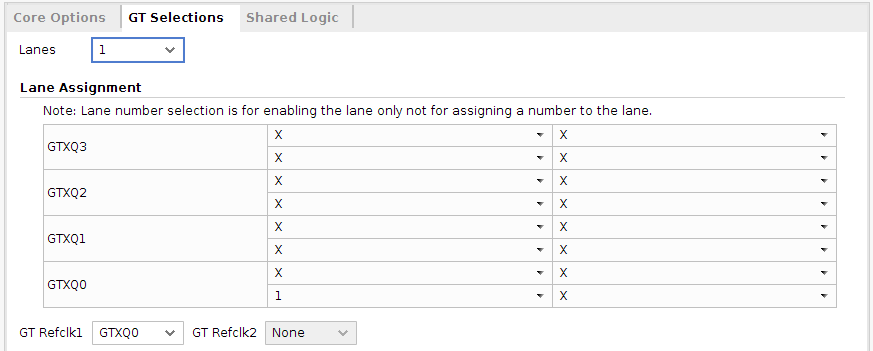 Core Options GT Selections Shared Logic
Lanes 1
Lane Assignment
Note: Lane number selection is for enabling the lane only not for assigning a number to the lane.
GTXQ3
X X
X X
GTXQ2
X X
X X
GTXQ1
X X
X X
GTXQ0
X X
1 X
GT Refclk1 GTXQ0 GT Refclk2 None